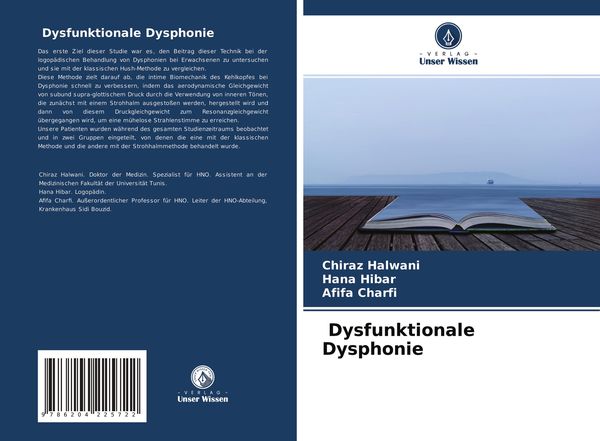 Dysfunktionale Dysphonie
Das erste Ziel dieser Studie war es, den Beitrag dieser Technik bei der
logopädischen Behandlung von Dysphonien bei Erwachsenen zu untersuchen
und sie mit der klassischen Hush-Methode zu vergleichen.
Diese Methode zielt darauf ab, die intime Biomechanik des Kehlkopfes bei
Dysphonie schnell zu verbessern, indem das aerodynamische Gleichgewicht
von subund supra-glottischem Druck durch die Verwendung von inneren Tönen,
die zunächst mit einem Strohhalm ausgestoßen werden, hergestellt wird und
dann von diesem Druckgleichgewicht zum Resonanzgleichgewicht
übergegangen wird, um eine mühelose Strahlenstimme zu erreichen.
Unsere Patienten wurden während des gesamten Studienzeitraums beobachtet
und in zwei Gruppen eingeteilt, von denen die eine mit der klassischen
Methode und die andere mit der Strohhalmmethode behandelt wurde.
Chiraz Halwani. Doktor der Medizin. Spezialist für HNO. Assistent an der
Medizinischen Fakultät der Universität Tunis.
Hana Hibar. Logopädin.
Afifa Charfi. Außerordentlicher Professor für HNO. Leiter der HNO-Abteilung,
Krankenhaus Sidi Bouzid.
9 786204 225722
VERLAG
Unser Wissen
VERLAG
Unser Wissen
Chiraz Halwani
Hana Hibar
Afifa Charfi
Dysfunktionale
Dysphonie